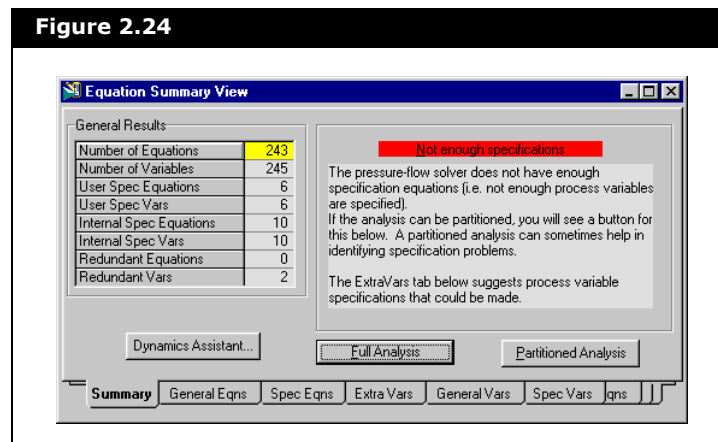 Figure 2.24
Equation Summary View
General Results
Number of Equations 243
Number of Variables 245
User Spec Equations 6
User Spec Vars 6
Internal Spec Equations 10
Internal Spec Vars 10
Redundant Equations 0
Redundant Vars 2
Not enough specifications
The pressure-flow solver does not have enough
specification equations (i.e. not enough process variables
are specified).
If the analysis can be partitioned, you will see a button for
this below. A partitioned analysis can sometimes help in
identifying specification problems.
The ExtraVars tab below suggests process variable
specifications that could be made.
Dynamics Assistant...
Full Analysis
Partitioned Analysis
Summary General Eqns Spec Eqns Extra Vars General Vars Spec Vars qns